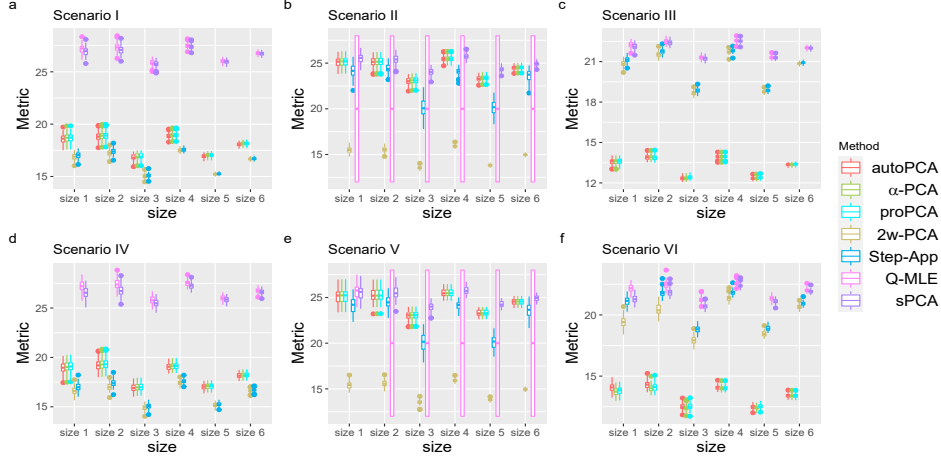 a
Scenario I
Metric
25
20
15
size 1 size 2 size 3 size 4 size 5 size 6
size
b
Scenario II
Metric
25
20
15
size 1 size 2 size 3 size 4 size 5 size 6
size
c
Scenario III
Metric
21
18
15
12
size 1 size 2 size 3 size 4 size 5 size 6
size
d
Scenario IV
Metric
25
20
15
size 1 size 2 size 3 size 4 size 5 size 6
size
e
Scenario V
Metric
25
20
15
size 1 size 2 size 3 size 4 size 5 size 6
size
f
Scenario VI
Metric
20
15
size 1 size 2 size 3 size 4 size 5 size 6
size
Method
autoPCA
α-PCA
proPCA
2w-PCA
Step-App
Q-MLE
sPCA